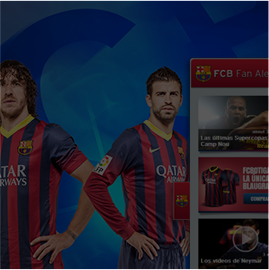 FCB Fan Ale
Las últimas Supercopas
Camp Nou
FCBOTIGA
LA ÚNICA
BLAUGRA
QATAR
AIRWAYS
QATAR
AIRWAYS
Los vídeos de Neymar